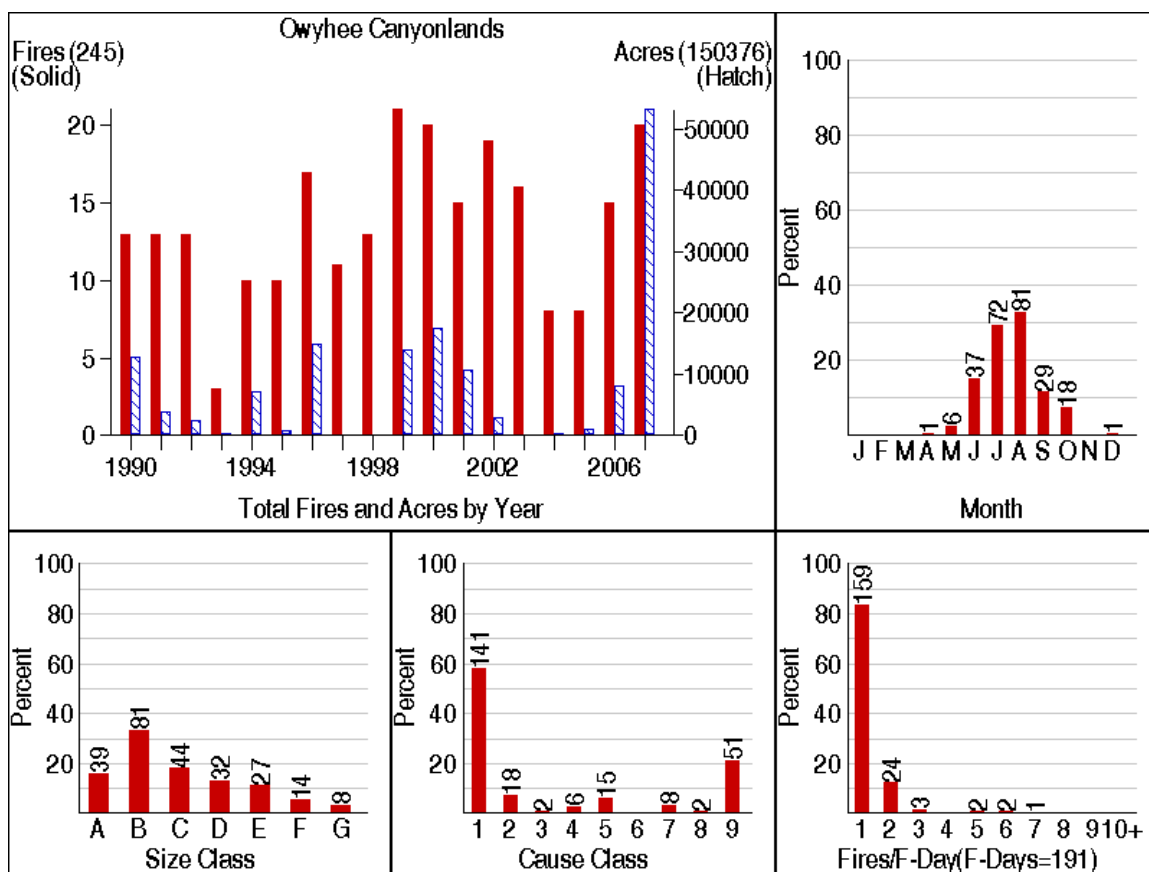 Owyhee Canyonlands
Fires (245)
(Solid)
Acres (150376)
(Hatch)
20
15
10
5
0
50000
40000
30000
20000
10000
0
1990 1994 1998 2002 2006
Total Fires and Acres by Year
100
80
60
40
20
Percent
1 6 37 72 81 29 18 1
J F M A M J J A S O N D
Month
100
80
60
40
20
Percent
39 81 44 32 27 14 8
A B C D E F G
Size Class
100
80
60
40
20
Percent
141 18 2 6 15 8 2 51
1 2 3 4 5 6 7 8 9
Cause Class
100
80
60
40
20
Percent
159 24 3 2 2 1
1 2 3 4 5 6 7 8 910+
Fires/F-Day(F-Days=191)